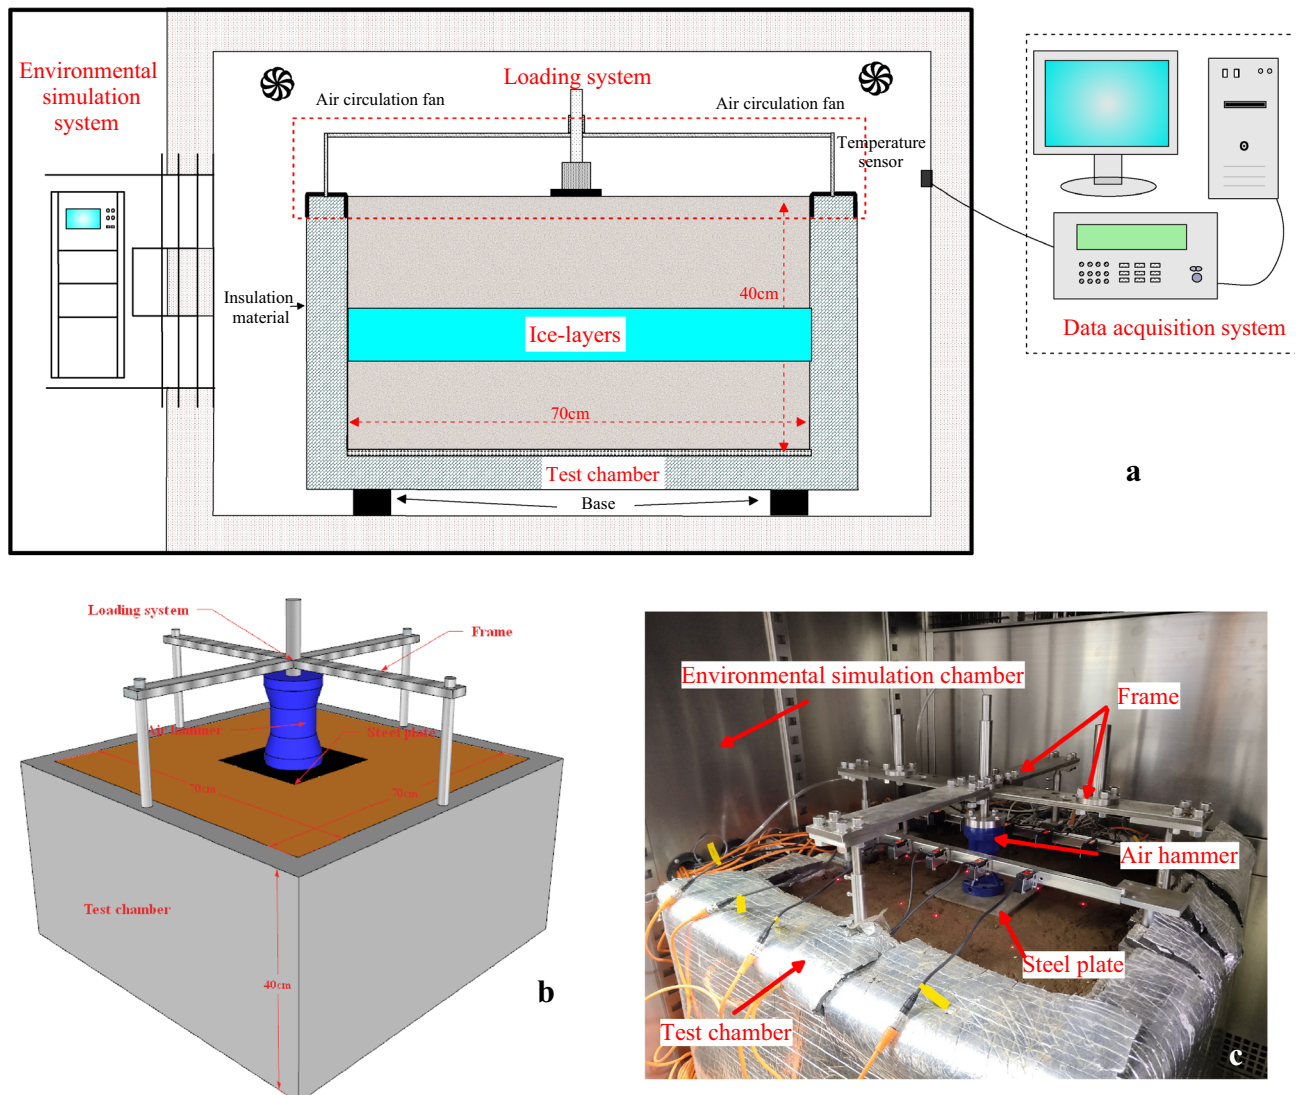 Environmental
simulation
system
Loading system
Air circulation fan
Air circulation fan
Temperature
sensor
Insulation
material
40cm
Ice-layers
70cm
Test chamber
Base
Data acquisition system
a
Loading system
Frame
Air hammer
Steel plate
70cm
70cm
Test chamber
40cm
b
Environmental simulation chamber
Frame
Air hammer
Steel plate
Test chamber
c